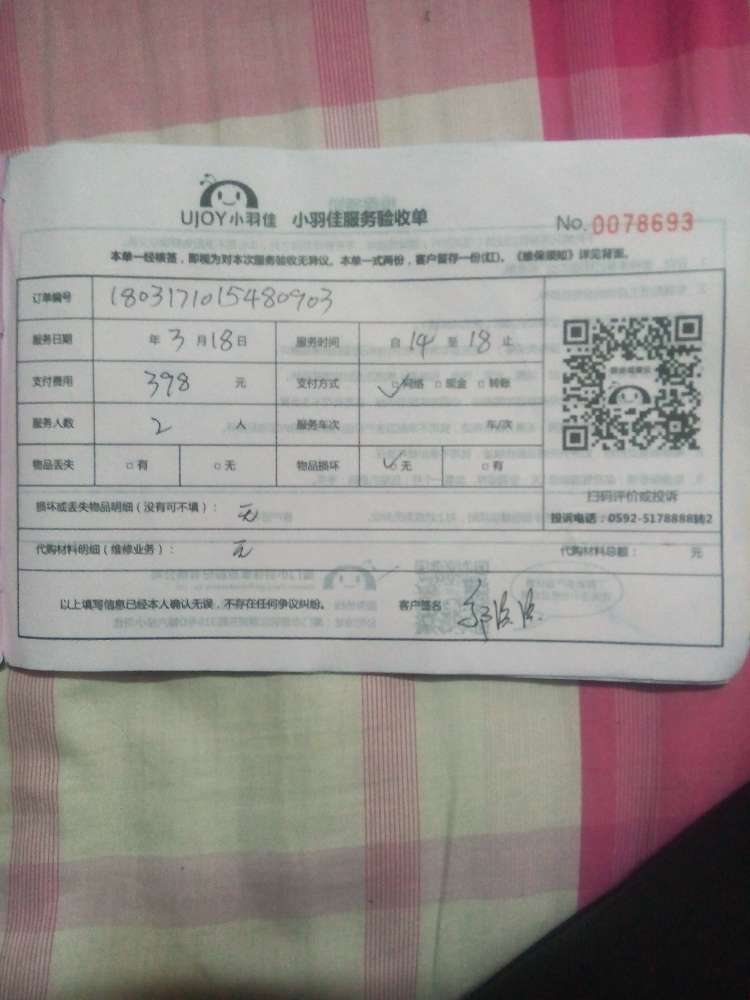 UJOY小羽佳 小羽佳服务验收单 No. 0078693
本单一经核签，即视为对本次服务验收无异议。本单一式两份，客户留存一份(红)。《维保须知》详见背面。
订单编号 1803171015480903
服务日期 年 3 月 18 日 服务时间 自 14 至 18 止
支付费用 398 元 支付方式 □网络 □现金 □转账
服务人数 2 人 服务车次 车/次
物品丢失 □有 □无 物品损坏 □无 □有
扫码评价或投诉
投诉电话：0592-5178888转2
损坏或丢失物品明细（没有可不填）： 无
代购材料明细（维修业务）： 无 代购材料总额： 元
以上填写信息已经本人确认无误，不存在任何争议纠纷。 客户签名：